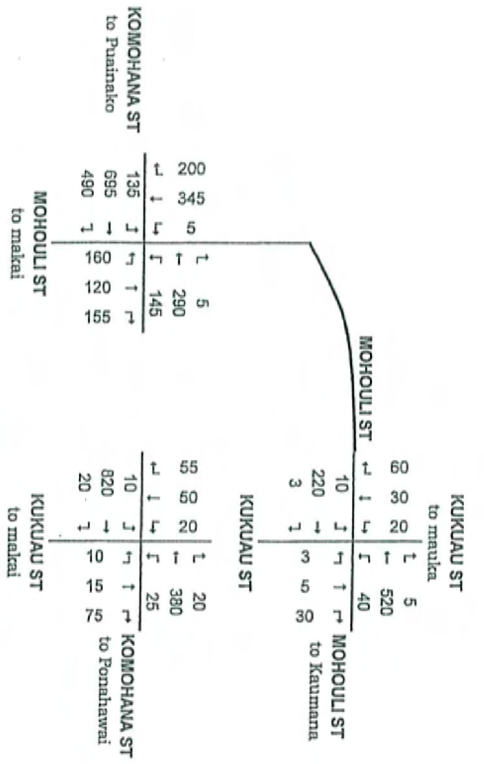 KOMOHANA ST
to Puainako
200 345 5
135
695
490
5
290
145
160 120 155
MOHOULI ST
to makai
MOHOULI ST
KUKUAU ST
to mauka
60 30 20
10
220
3
5
520
40
3 5 30
MOHOULI ST
to Kaumana
KUKUAU ST
55 50 20
10
820
20
20
380
25
10 15 75
KOMOHANA ST
to Ponahawai
KUKUAU ST
to makai